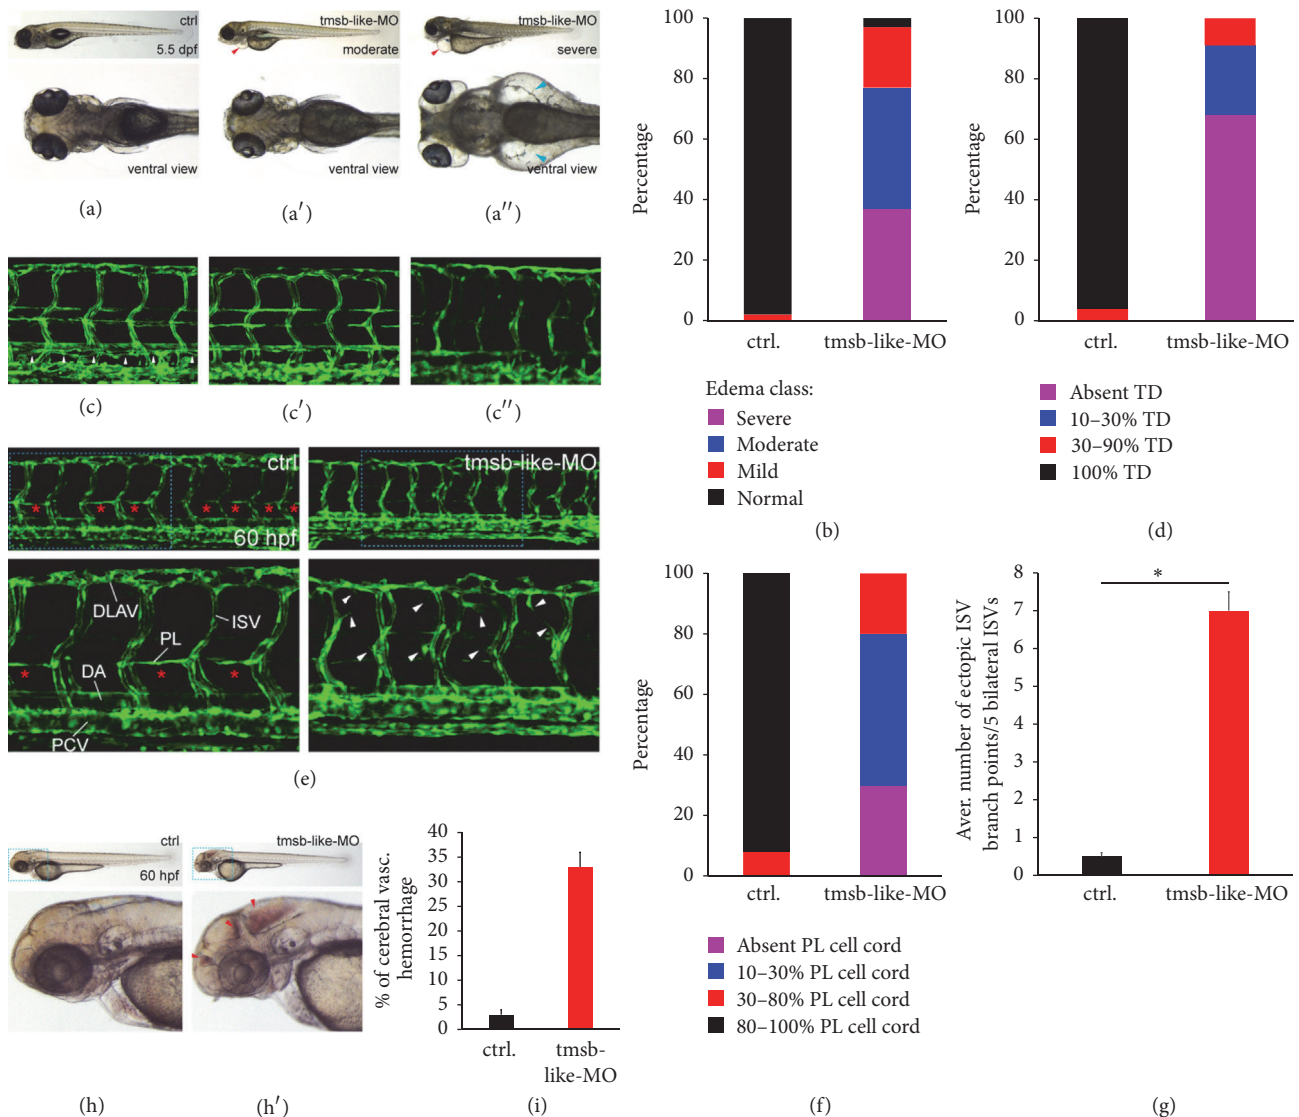 ctrl
5.5 dpf
tmsb-like-MO
moderate
tmsb-like-MO
severe
ventral view
ventral view
ventral view
(a)
(a′)
(a″)
(c)
(c′)
(c″)
ctrl
60 hpf
tmsb-like-MO
DLAV
ISV
PL
DA
PCV
* * * * * * *
* * *
(e)
ctrl
60 hpf
tmsb-like-MO
(h)
(h′)
% of cerebral vasc.
hemorrhage
40
35
30
25
20
15
10
5
0
ctrl.
tmsb-
like-MO
(i)
Percentage
100
80
60
40
20
0
ctrl.
tmsb-like-MO
Edema class:
Severe
Moderate
Mild
Normal
(b)
Percentage
100
80
60
40
20
0
ctrl.
tmsb-like-MO
Absent TD
10–30% TD
30–90% TD
100% TD
(d)
Percentage
100
80
60
40
20
0
ctrl.
tmsb-like-MO
Absent PL cell cord
10–30% PL cell cord
30–80% PL cell cord
80–100% PL cell cord
(f)
Aver. number of ectopic ISV
branch points/5 bilateral ISVs
8
7
6
5
4
3
2
1
0
*
ctrl.
tmsb-like-MO
(g)